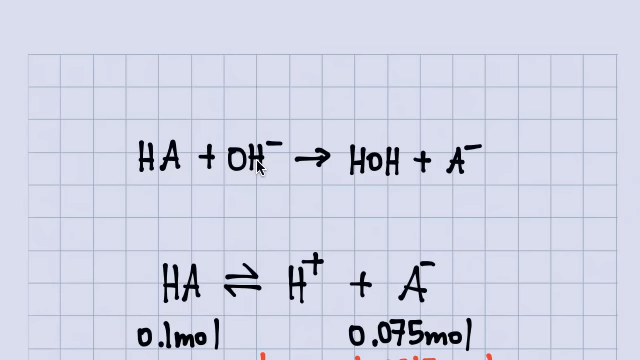 HA + OH⁻ → HOH + A⁻
HA ⇌ H⁺ + A⁻
0.1mol 0.075mol